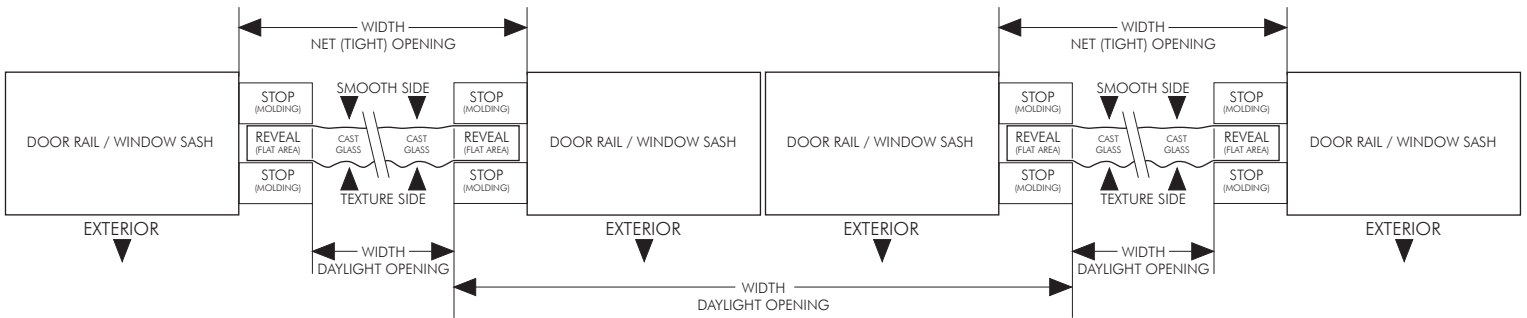 WIDTH
NET (TIGHT) OPENING
WIDTH
NET (TIGHT) OPENING
DOOR RAIL / WINDOW SASH
STOP
(MOLDING)
SMOOTH SIDE
STOP
(MOLDING)
REVEAL
(FLAT AREA)
CAST
GLASS
CAST
GLASS
REVEAL
(FLAT AREA)
STOP
(MOLDING)
TEXTURE SIDE
STOP
(MOLDING)
DOOR RAIL / WINDOW SASH
DOOR RAIL / WINDOW SASH
STOP
(MOLDING)
SMOOTH SIDE
STOP
(MOLDING)
REVEAL
(FLAT AREA)
CAST
GLASS
CAST
GLASS
REVEAL
(FLAT AREA)
STOP
(MOLDING)
TEXTURE SIDE
STOP
(MOLDING)
DOOR RAIL / WINDOW SASH
EXTERIOR
EXTERIOR
EXTERIOR
EXTERIOR
WIDTH
DAYLIGHT OPENING
WIDTH
DAYLIGHT OPENING
WIDTH
DAYLIGHT OPENING